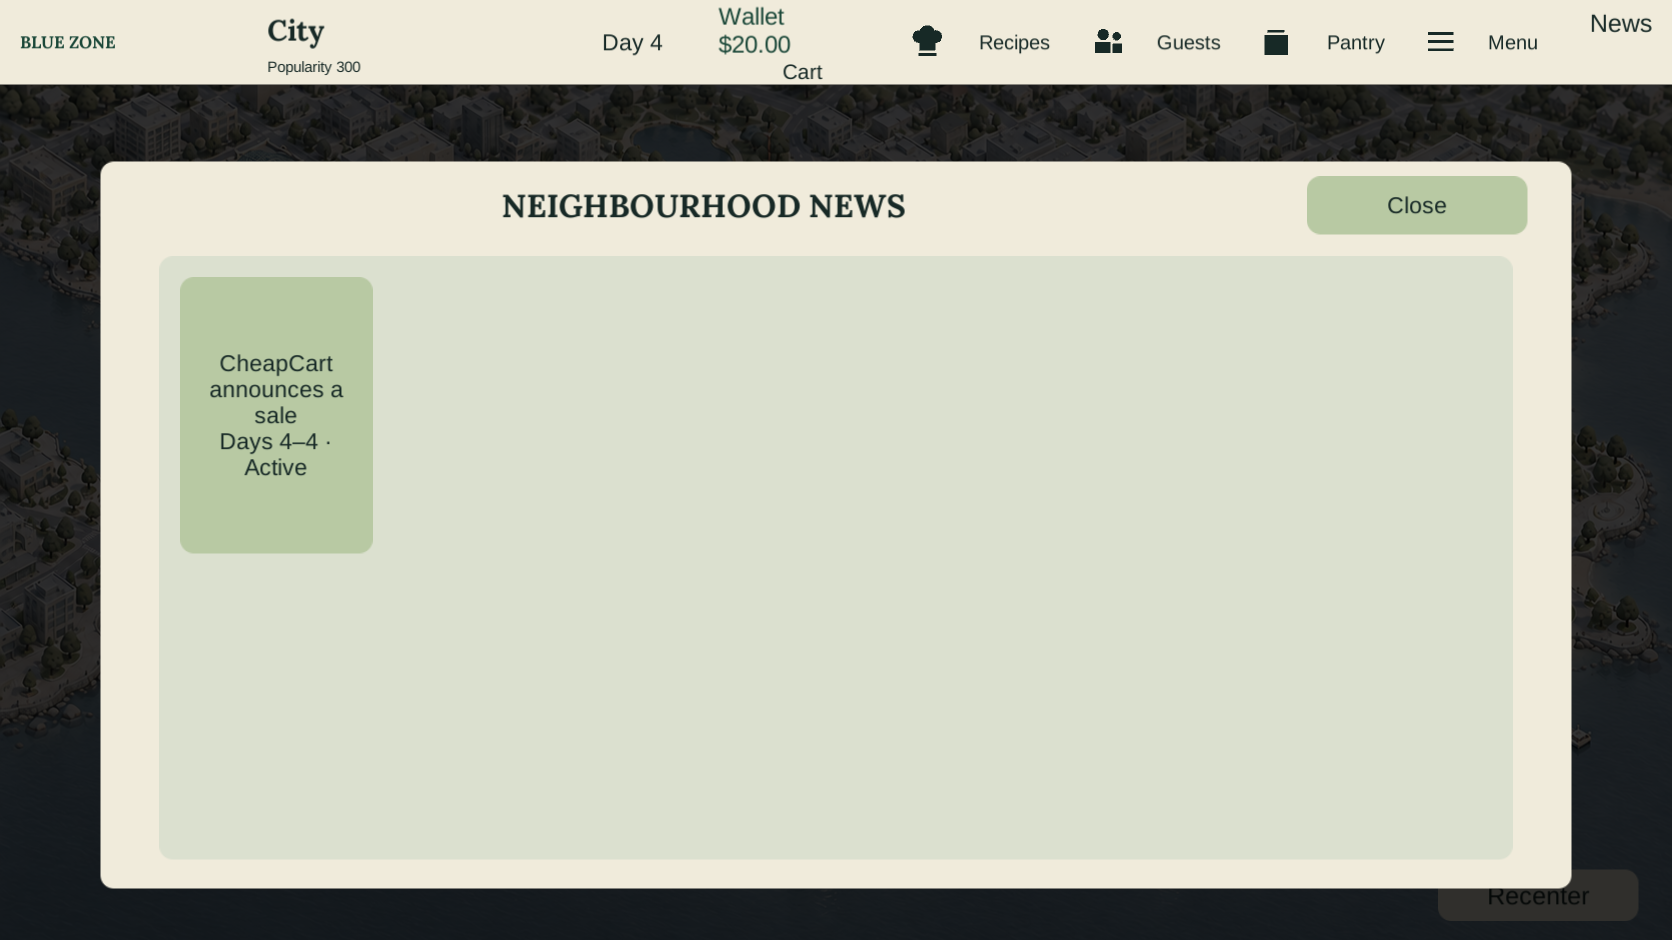 BLUE ZONE
City
Popularity 300
Day 4
Wallet
$20.00
Cart
Recipes
Guests
Pantry
Menu
News
NEIGHBOURHOOD NEWS
Close
CheapCart
announces a
sale
Days 4–4 ·
Active
Recenter